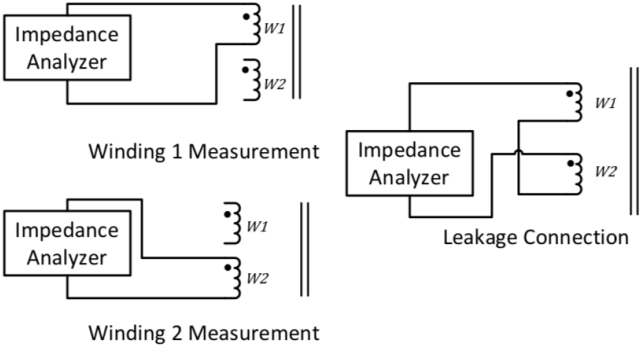 Impedance
Analyzer
W1
W2
Winding 1 Measurement
Impedance
Analyzer
W1
W2
Winding 2 Measurement
Impedance
Analyzer
W1
W2
Leakage Connection